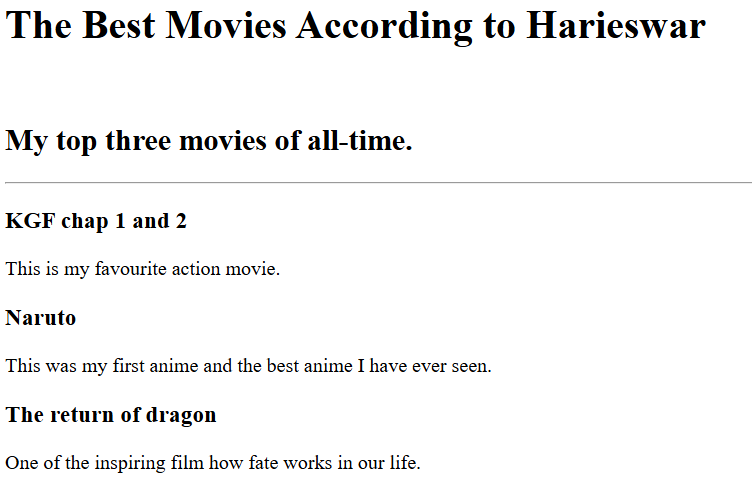 The Best Movies According to Harieswar
My top three movies of all-time.
KGF chap 1 and 2
This is my favourite action movie.
Naruto
This was my first anime and the best anime I have ever seen.
The return of dragon
One of the inspiring film how fate works in our life.